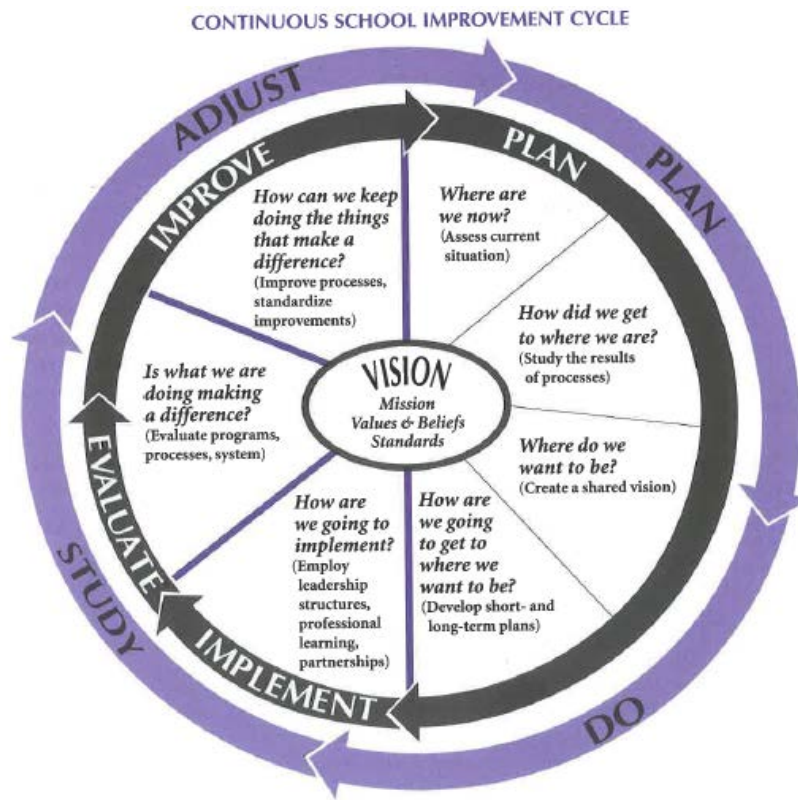 CONTINUOUS SCHOOL IMPROVEMENT CYCLE
ADJUST
PLAN
DO
STUDY
IMPROVE
PLAN
IMPLEMENT
EVALUATE
How can we keep
doing the things
that make a
difference?
(Improve processes,
standardize
improvements)
Where are
we now?
(Assess current
situation)
How did we get
to where we are?
(Study the results
of processes)
Where do we
want to be?
(Create a shared vision)
How are
we going
to get to
where we
want to be?
(Develop short- and
long-term plans)
How are
we going to
implement?
(Employ
leadership
structures,
professional
learning,
partnerships)
Is what we are
doing making
a difference?
(Evaluate programs,
processes, system)
VISION
Mission
Values & Beliefs
Standards